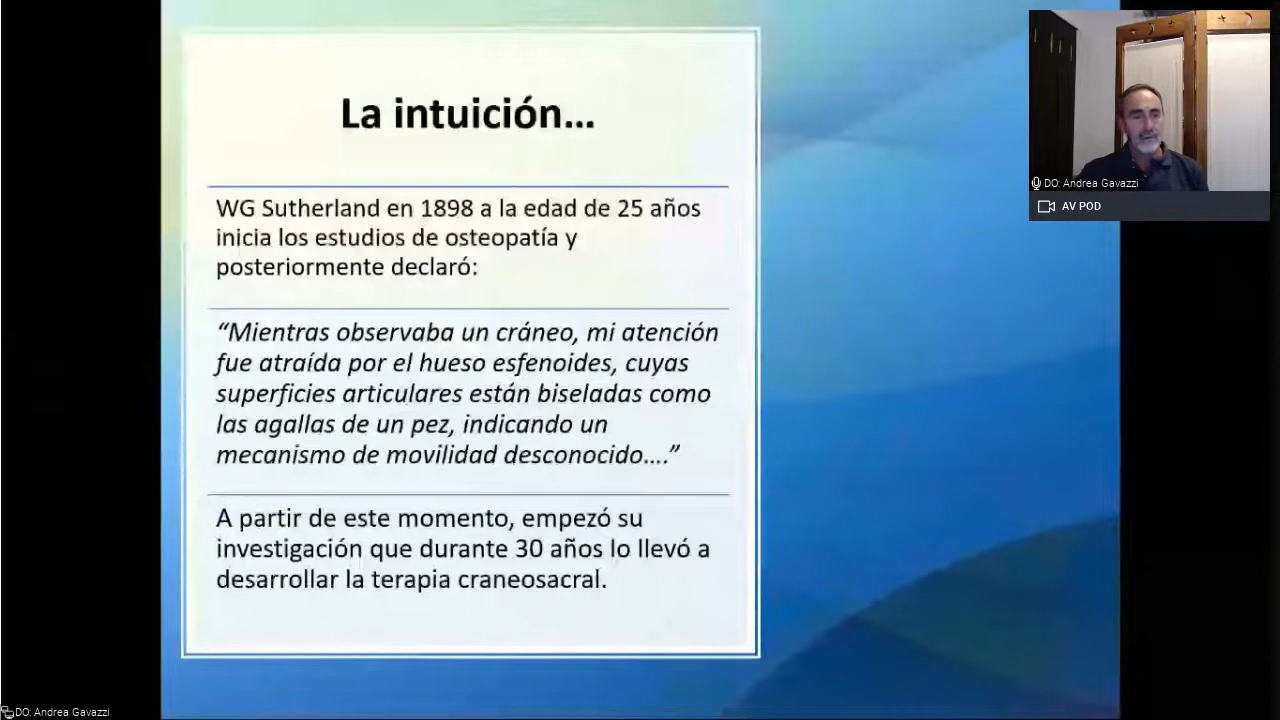 La intuición...
WG Sutherland en 1898 a la edad de 25 años
inicia los estudios de osteopatía y
posteriormente declaró:
“Mientras observaba un cráneo, mi atención
fue atraída por el hueso esfenoides, cuyas
superficies articulares están biseladas como
las agallas de un pez, indicando un
mecanismo de movilidad desconocido....”
A partir de este momento, empezó su
investigación que durante 30 años lo llevó a
desarrollar la terapia craneosacral.
DO: Andrea Gavazzi
AV POD
DO: Andrea Gavazzi